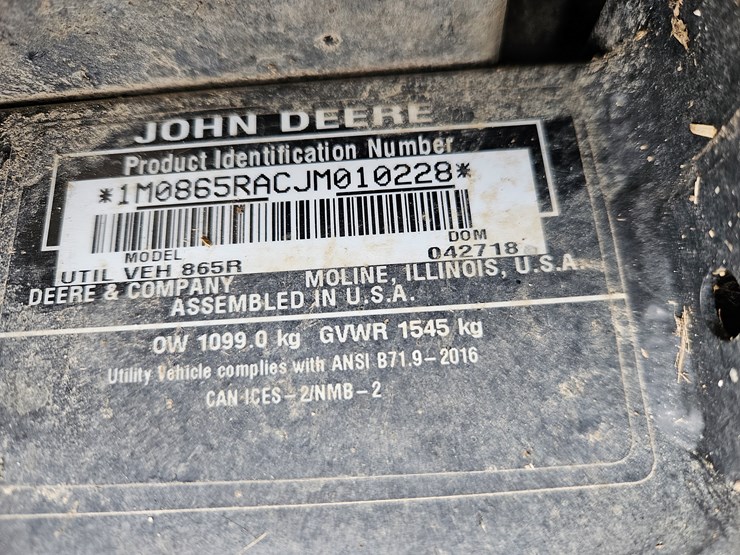 JOHN DEERE
Product Identification Number
*1M0865RACJM010228*
MODEL DOM
UTIL VEH 865R 042718
DEERE & COMPANY MOLINE, ILLINOIS, U.S.A.
ASSEMBLED IN U.S.A.
OW 1099.0 kg GVWR 1545 kg
Utility Vehicle complies with ANSI B71.9-2016
CAN ICES-2/NMB-2